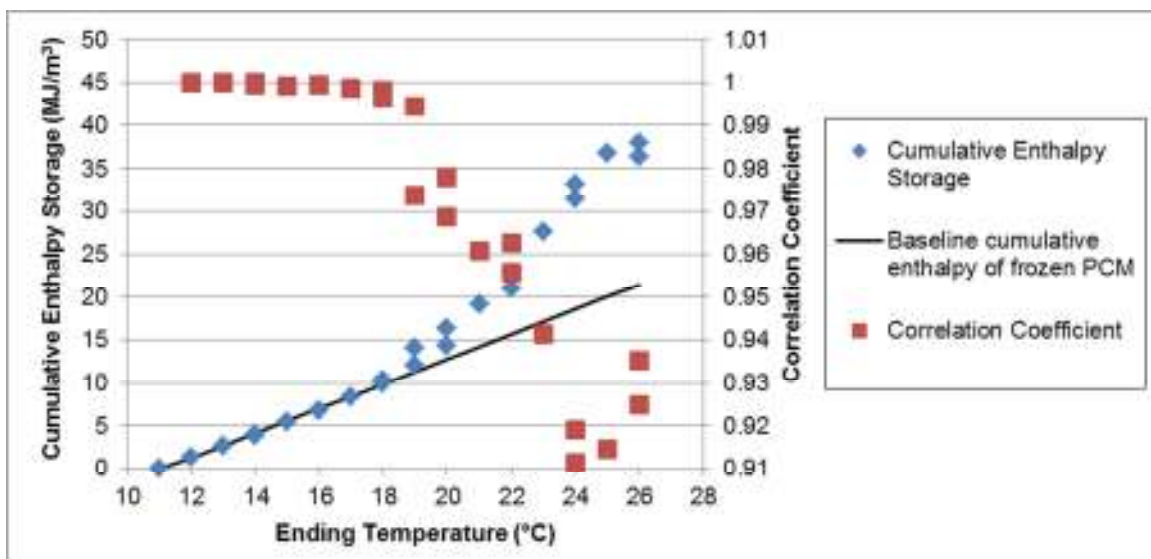 50
45
40
35
30
25
20
15
10
5
0
Cumulative Enthalpy Storage (MJ/m³)
10 12 14 16 18 20 22 24 26 28
Ending Temperature (°C)
1.01
1
0.99
0.98
0.97
0.96
0.95
0.94
0.93
0.92
0.91
Correlation Coefficient
Cumulative Enthalpy
Storage
Baseline cumulative
enthalpy of frozen PCM
Correlation Coefficient